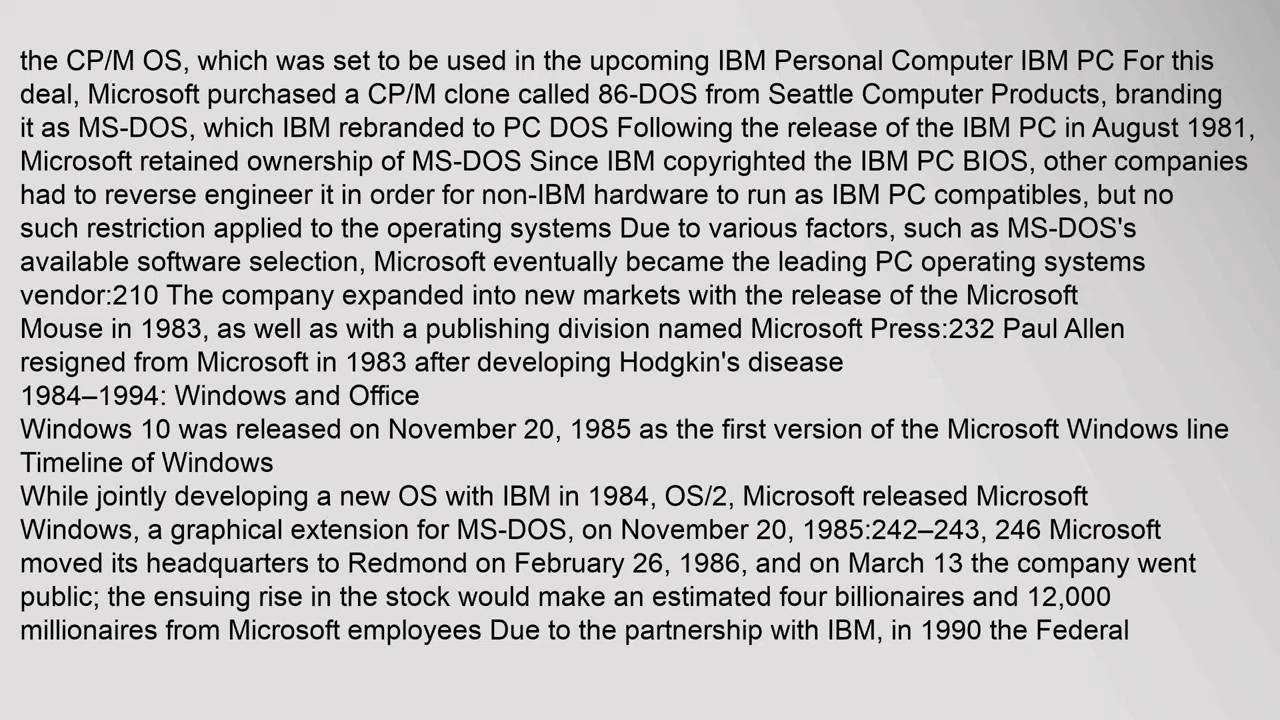 the CP/M OS, which was set to be used in the upcoming IBM Personal Computer IBM PC For this
deal, Microsoft purchased a CP/M clone called 86-DOS from Seattle Computer Products, branding
it as MS-DOS, which IBM rebranded to PC DOS Following the release of the IBM PC in August 1981,
Microsoft retained ownership of MS-DOS Since IBM copyrighted the IBM PC BIOS, other companies
had to reverse engineer it in order for non-IBM hardware to run as IBM PC compatibles, but no
such restriction applied to the operating systems Due to various factors, such as MS-DOS's
available software selection, Microsoft eventually became the leading PC operating systems
vendor:210 The company expanded into new markets with the release of the Microsoft
Mouse in 1983, as well as with a publishing division named Microsoft Press:232 Paul Allen
resigned from Microsoft in 1983 after developing Hodgkin's disease
1984–1994: Windows and Office
Windows 10 was released on November 20, 1985 as the first version of the Microsoft Windows line
Timeline of Windows
While jointly developing a new OS with IBM in 1984, OS/2, Microsoft released Microsoft
Windows, a graphical extension for MS-DOS, on November 20, 1985:242–243, 246 Microsoft
moved its headquarters to Redmond on February 26, 1986, and on March 13 the company went
public; the ensuing rise in the stock would make an estimated four billionaires and 12,000
millionaires from Microsoft employees Due to the partnership with IBM, in 1990 the Federal